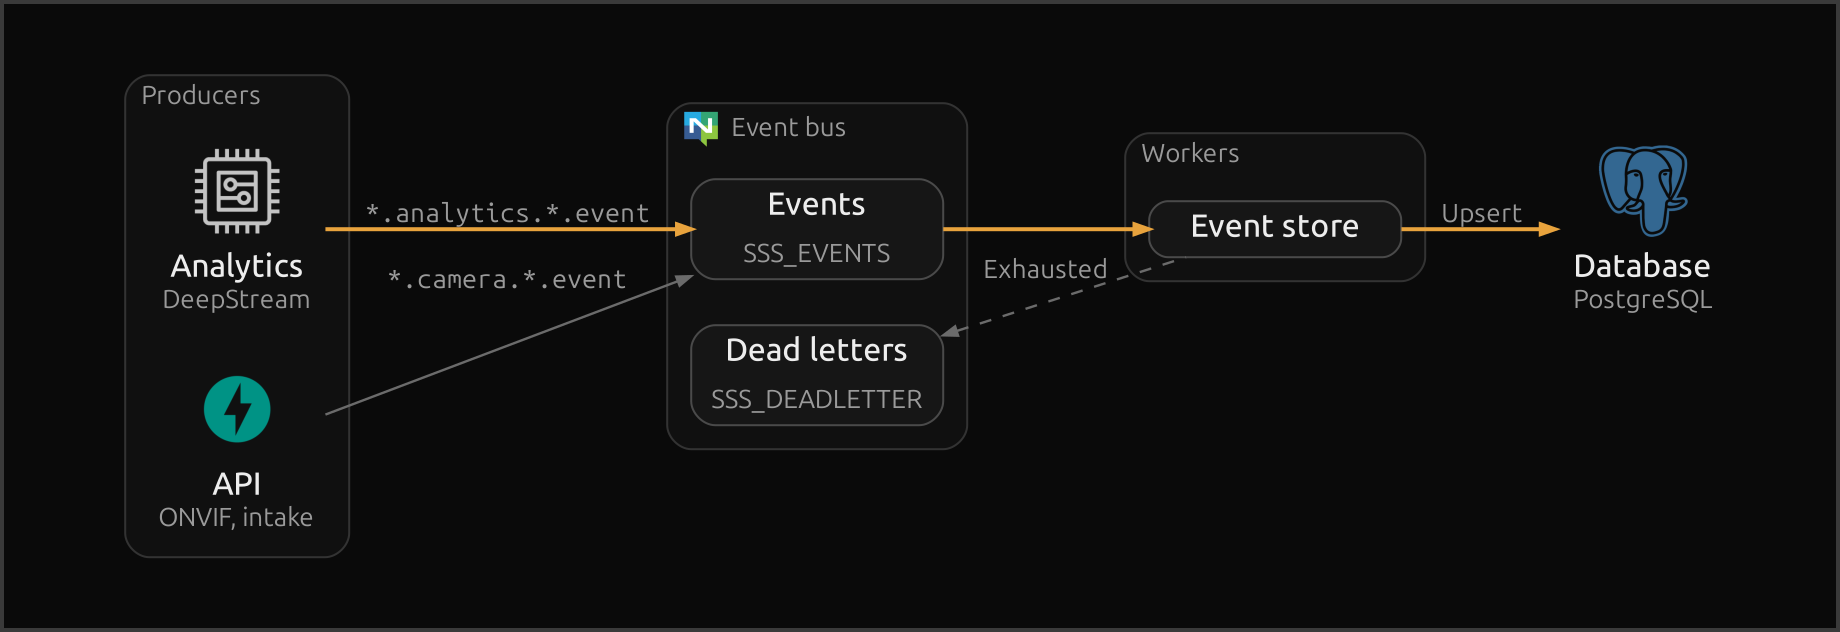 Producers
Analytics
DeepStream
API
ONVIF, intake
*.analytics.*.event
*.camera.*.event
N
Event bus
Events
SSS_EVENTS
Dead letters
SSS_DEADLETTER
Exhausted
Workers
Event store
Upsert
Database
PostgreSQL